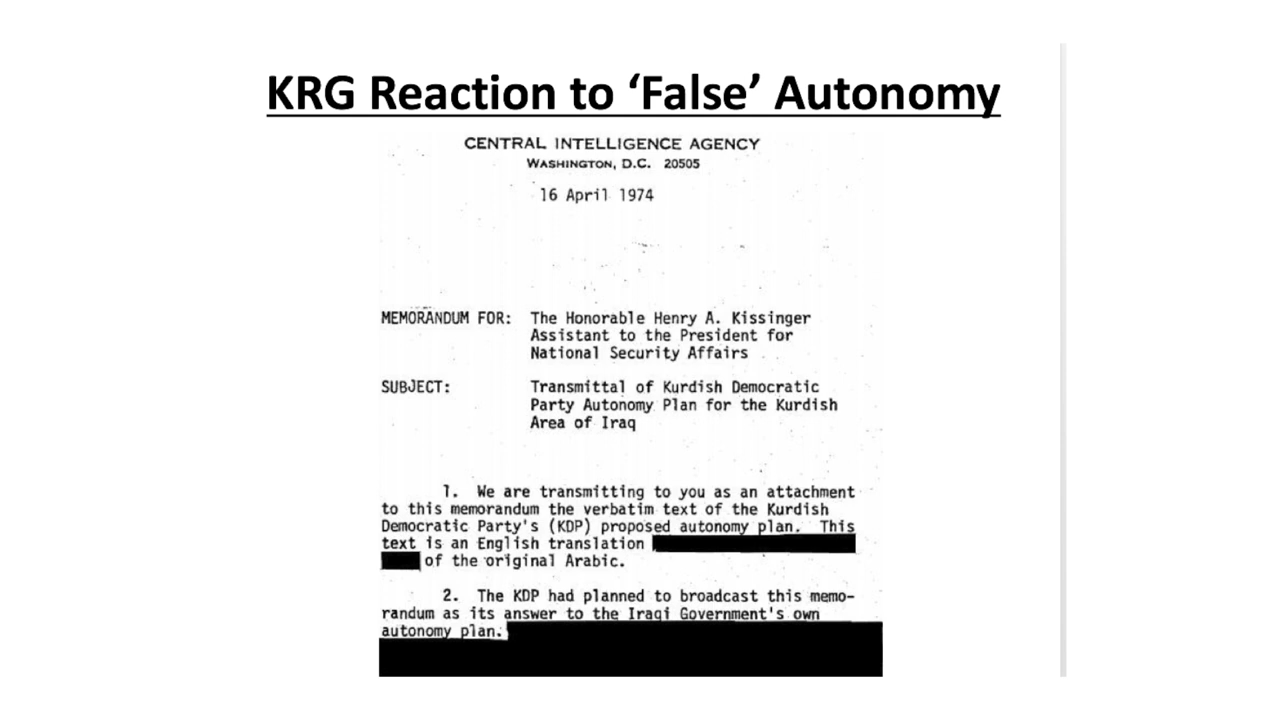 KRG Reaction to ‘False’ Autonomy
CENTRAL INTELLIGENCE AGENCY
WASHINGTON, D.C. 20505
16 April 1974
MEMORANDUM FOR: The Honorable Henry A. Kissinger
Assistant to the President for
National Security Affairs
SUBJECT: Transmittal of Kurdish Democratic
Party Autonomy Plan for the Kurdish
Area of Iraq
1. We are transmitting to you as an attachment
to this memorandum the verbatim text of the Kurdish
Democratic Party's (KDP) proposed autonomy plan. This
text is an English translation
of the original Arabic.
2. The KDP had planned to broadcast this memo-
randum as its answer to the Iraqi Government's own
autonomy plan.